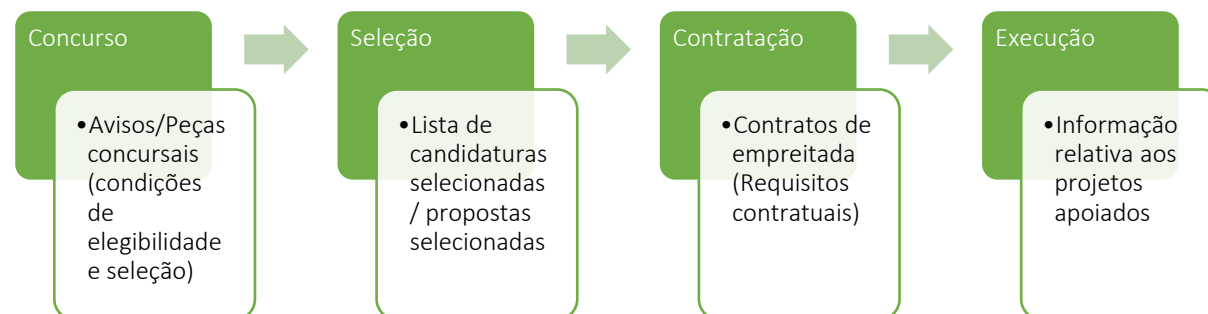 Concurso
•Avisos/Peças
concursais
(condições
de
elegibilidade
e seleção)
Seleção
•Lista de
candidaturas
selecionadas
/ propostas
selecionadas
Contratação
•Contratos de
empreitada
(Requisitos
contratuais)
Execução
•Informação
relativa aos
projetos
apoiados